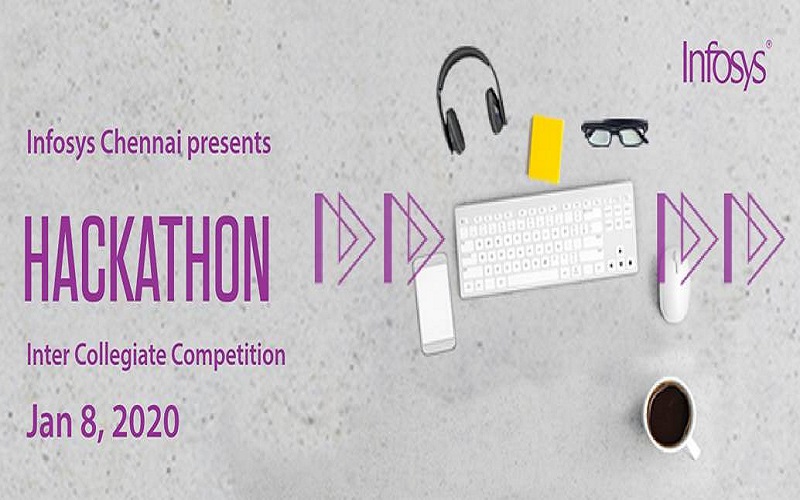 Infosys®
Infosys Chennai presents
HACKATHON
Inter Collegiate Competition
Jan 8, 2020